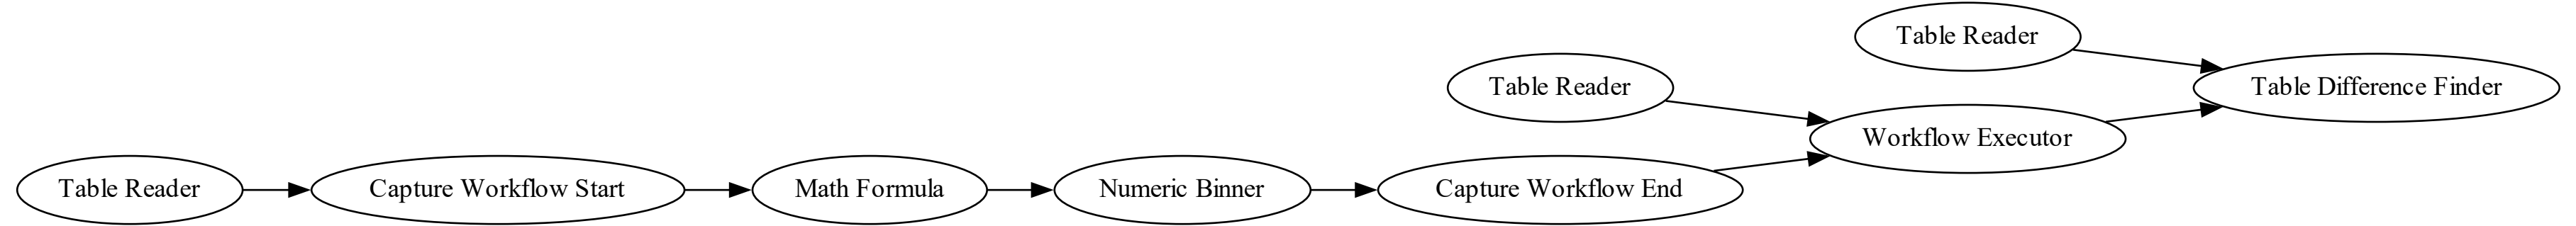 Table Reader
Table Reader
Table Difference Finder
Workflow Executor
Table Reader
Capture Workflow Start
Math Formula
Numeric Binner
Capture Workflow End